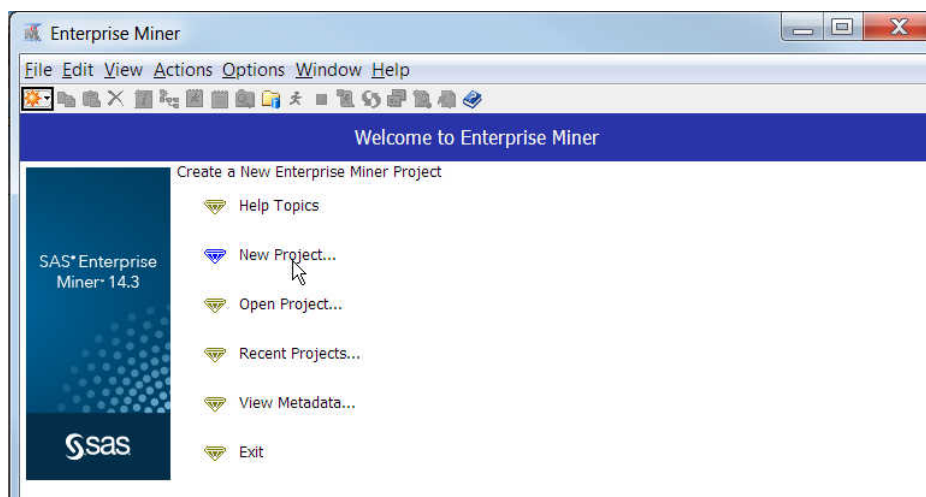 Enterprise Miner
File Edit View Actions Options Window Help
Welcome to Enterprise Miner
Create a New Enterprise Miner Project
Help Topics
New Project...
SAS® Enterprise
Miner™ 14.3
Open Project...
Recent Projects...
View Metadata...
Exit
sas